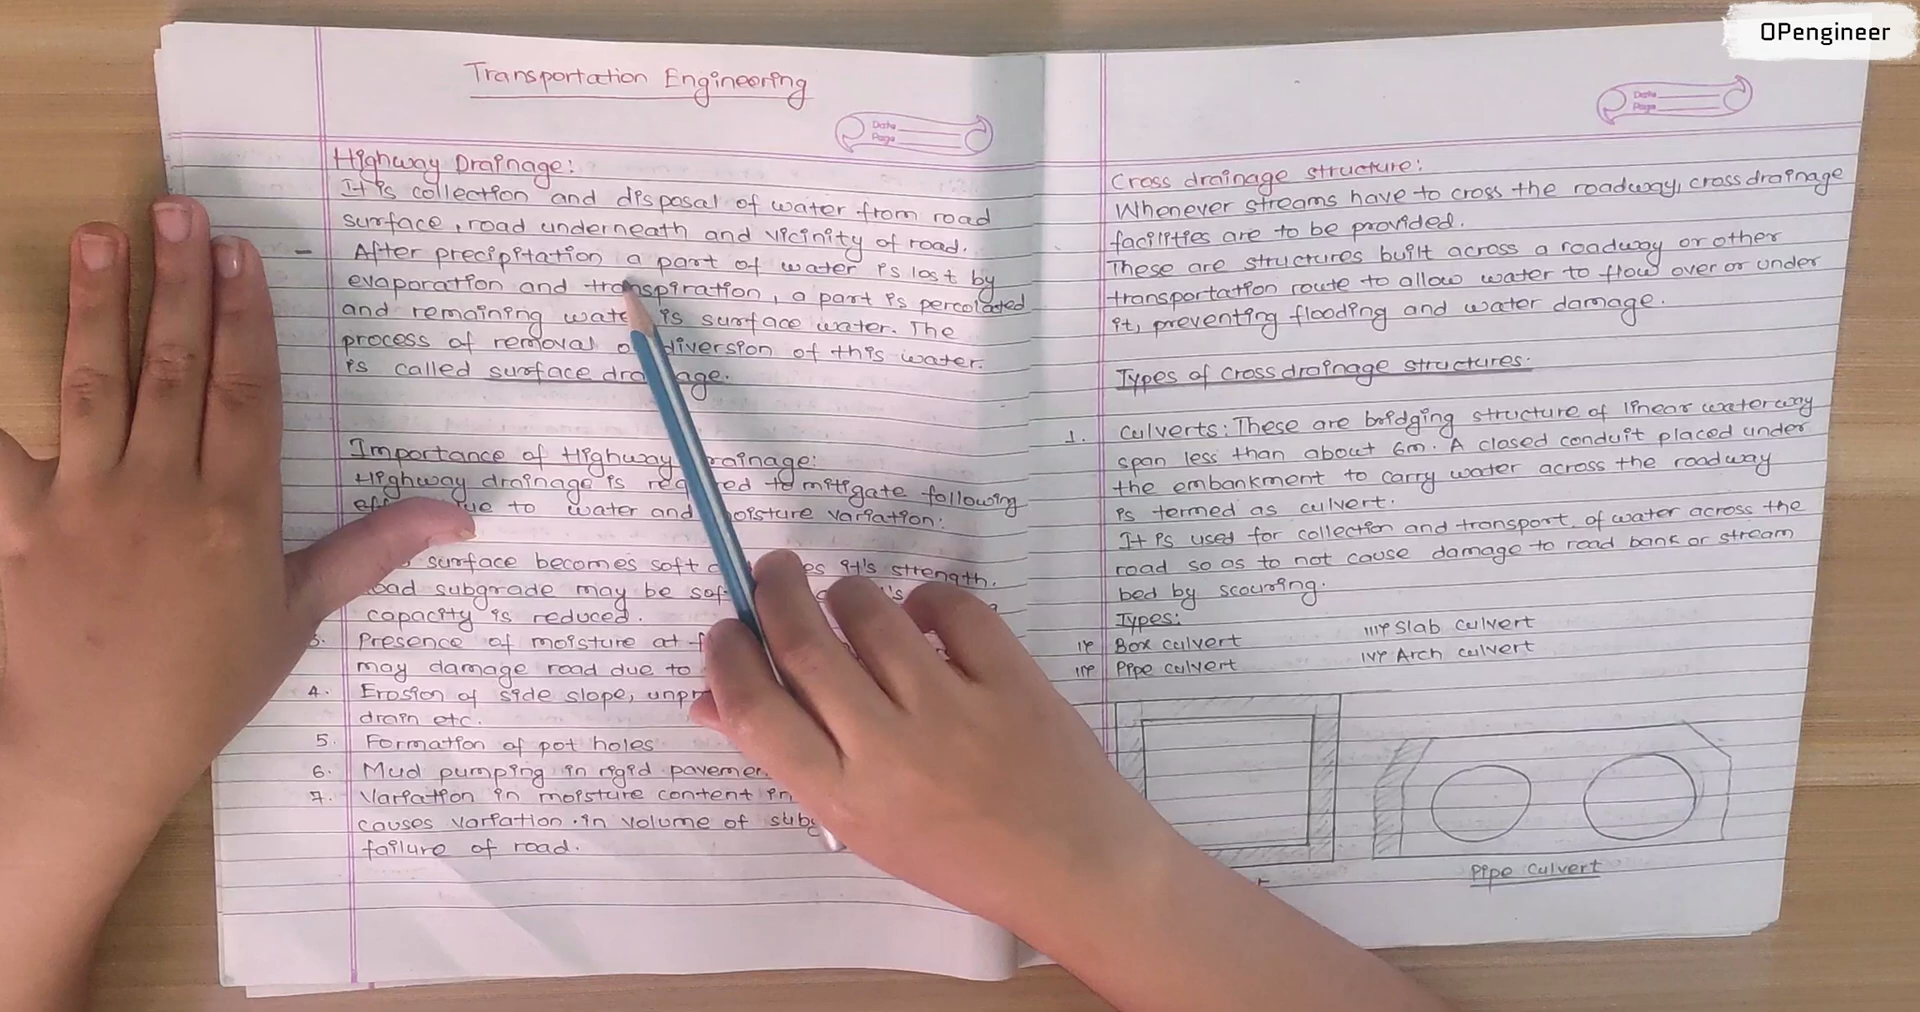 OPengineer
Transportation Engineering
Date
Page
Highway Drainage:
It is collection and disposal of water from road
surface, road underneath and vicinity of road.
- After precipitation a part of water is lost by
evaporation and transpiration, a part is percolated
and remaining water is surface water. The
process of removal or diversion of this water.
is called surface drainage.
Importance of Highway Drainage:
Highway drainage is required to mitigate following
due to water and moisture variation:
surface becomes soft it's strength.
subgrade may be
capacity is reduced.
3. Presence of moisture at
may damage road due to
4. Erosion of side slope,
drain etc.
5. Formation of pot holes
6. Mud pumping in rigid
7. Variation in moisture content in
causes variation in volume of
failure of road.
Date
Page
Cross drainage structure:
Whenever streams have to cross the roadway, cross drainage
facilities are to be provided.
These are structures built across a roadway or other
transportation route to allow water to flow over or under
it, preventing flooding and water damage.
Types of cross drainage structures:
1. Culverts: These are bridging structure of linear waterway
span less than about 6m. A closed conduit placed under
the embankment to carry water across the roadway
is termed as culvert.
It is used for collection and transport of water across the
road so as to not cause damage to road bank or stream
bed by scouring.
Types:
i) Box culvert iii) Slab culvert
ii) Pipe culvert iv) Arch culvert
Pipe Culvert